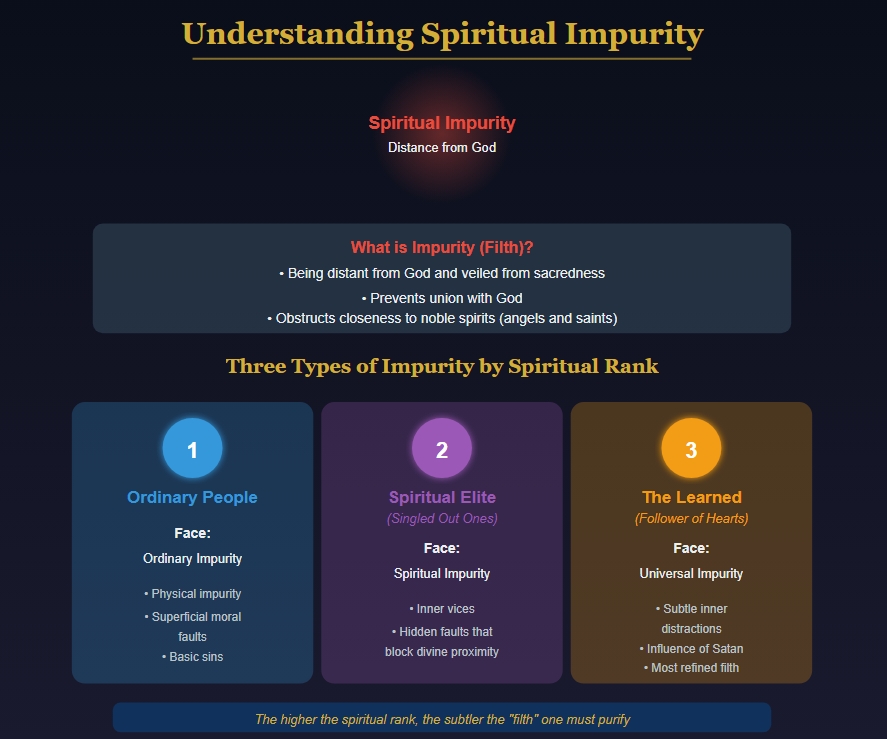 Understanding Spiritual Impurity
Spiritual Impurity
Distance from God
What is Impurity (Filth)?
• Being distant from God and veiled from sacredness
• Prevents union with God
• Obstructs closeness to noble spirits (angels and saints)
Three Types of Impurity by Spiritual Rank
1
Ordinary People
Face:
Ordinary Impurity
• Physical impurity
• Superficial moral
faults
• Basic sins
2
Spiritual Elite
(Singled Out Ones)
Face:
Spiritual Impurity
• Inner vices
• Hidden faults that
block divine proximity
3
The Learned
(Follower of Hearts)
Face:
Universal Impurity
• Subtle inner
distractions
• Influence of Satan
• Most refined filth
The higher the spiritual rank, the subtler the "filth" one must purify